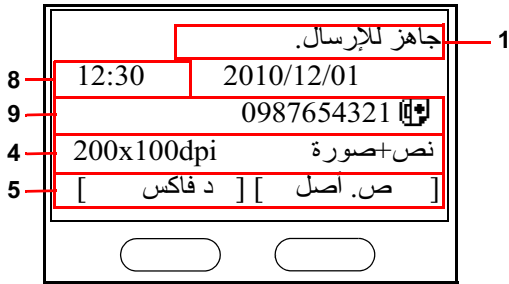 جاهز للإرسال. 1
8 12:30 2010/12/01
9 0987654321
4 نص+صورة 200x100dpi
5 [ ص. أصل ] [ د فاكس ]